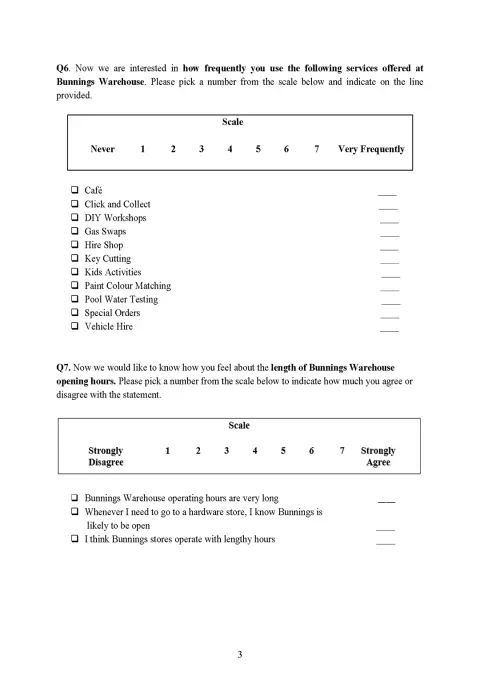 Q6. Now we are interested in how frequently you use the following services offered at
Bunnings Warehouse. Please pick a number from the scale below and indicate on the line
provided.
Scale
Never 1 2 3 4 5 6 7 Very Frequently
❑ Café ____
❑ Click and Collect ____
❑ DIY Workshops ____
❑ Gas Swaps ____
❑ Hire Shop ____
❑ Key Cutting ____
❑ Kids Activities ____
❑ Paint Colour Matching ____
❑ Pool Water Testing ____
❑ Special Orders ____
❑ Vehicle Hire ____
Q7. Now we would like to know how you feel about the length of Bunnings Warehouse
opening hours. Please pick a number from the scale below to indicate how much you agree or
disagree with the statement.
Scale
Strongly 1 2 3 4 5 6 7 Strongly
Disagree Agree
❑ Bunnings Warehouse operating hours are very long ____
❑ Whenever I need to go to a hardware store, I know Bunnings is
likely to be open ____
❑ I think Bunnings stores operate with lengthy hours ____
3